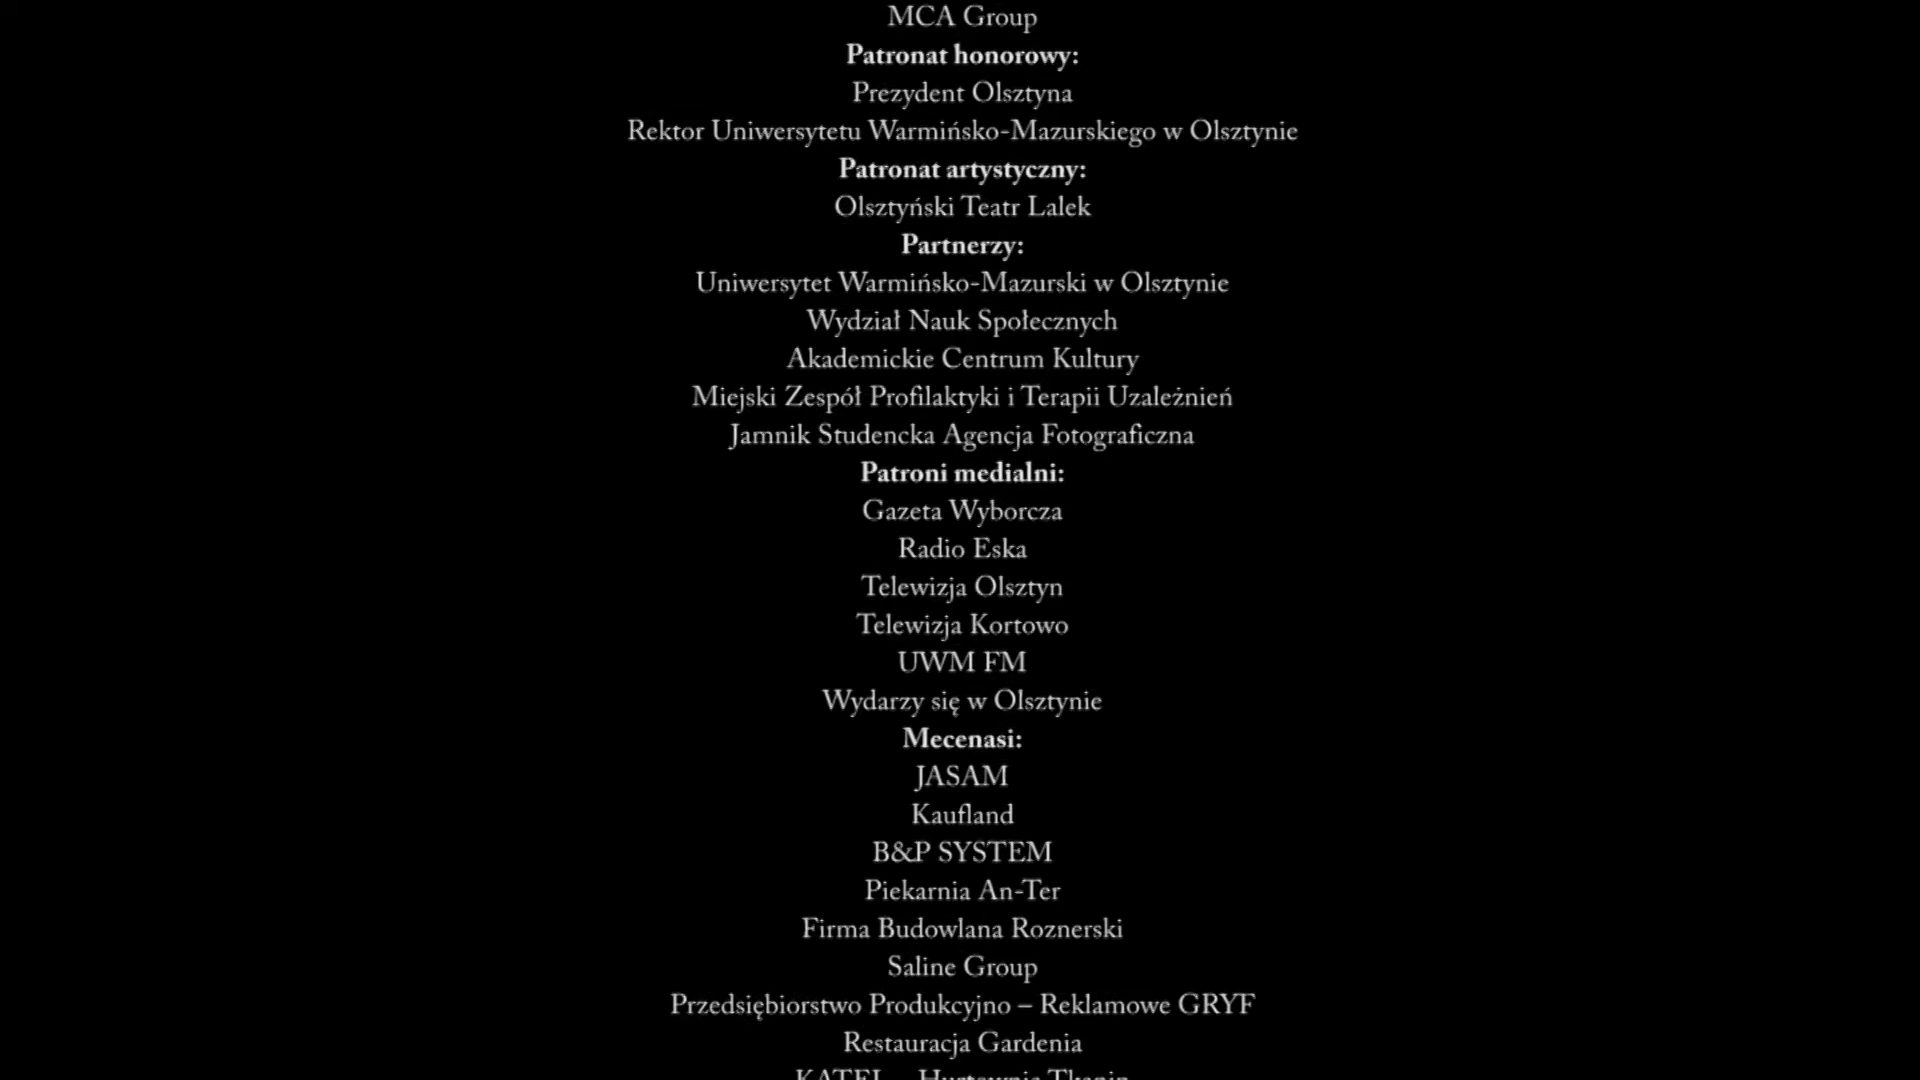 MCA Group
Patronat honorowy:
Prezydent Olsztyna
Rektor Uniwersytetu Warmińsko-Mazurskiego w Olsztynie
Patronat artystyczny:
Olsztyński Teatr Lalek
Partnerzy:
Uniwersytet Warmińsko-Mazurski w Olsztynie
Wydział Nauk Społecznych
Akademickie Centrum Kultury
Miejski Zespół Profilaktyki i Terapii Uzależnień
Jamnik Studencka Agencja Fotograficzna
Patroni medialni:
Gazeta Wyborcza
Radio Eska
Telewizja Olsztyn
Telewizja Kortowo
UWM FM
Wydarzy się w Olsztynie
Mecenasi:
JASAM
Kaufland
B&P SYSTEM
Piekarnia An-Ter
Firma Budowlana Roznerski
Saline Group
Przedsiębiorstwo Produkcyjno – Reklamowe GRYF
Restauracja Gardenia